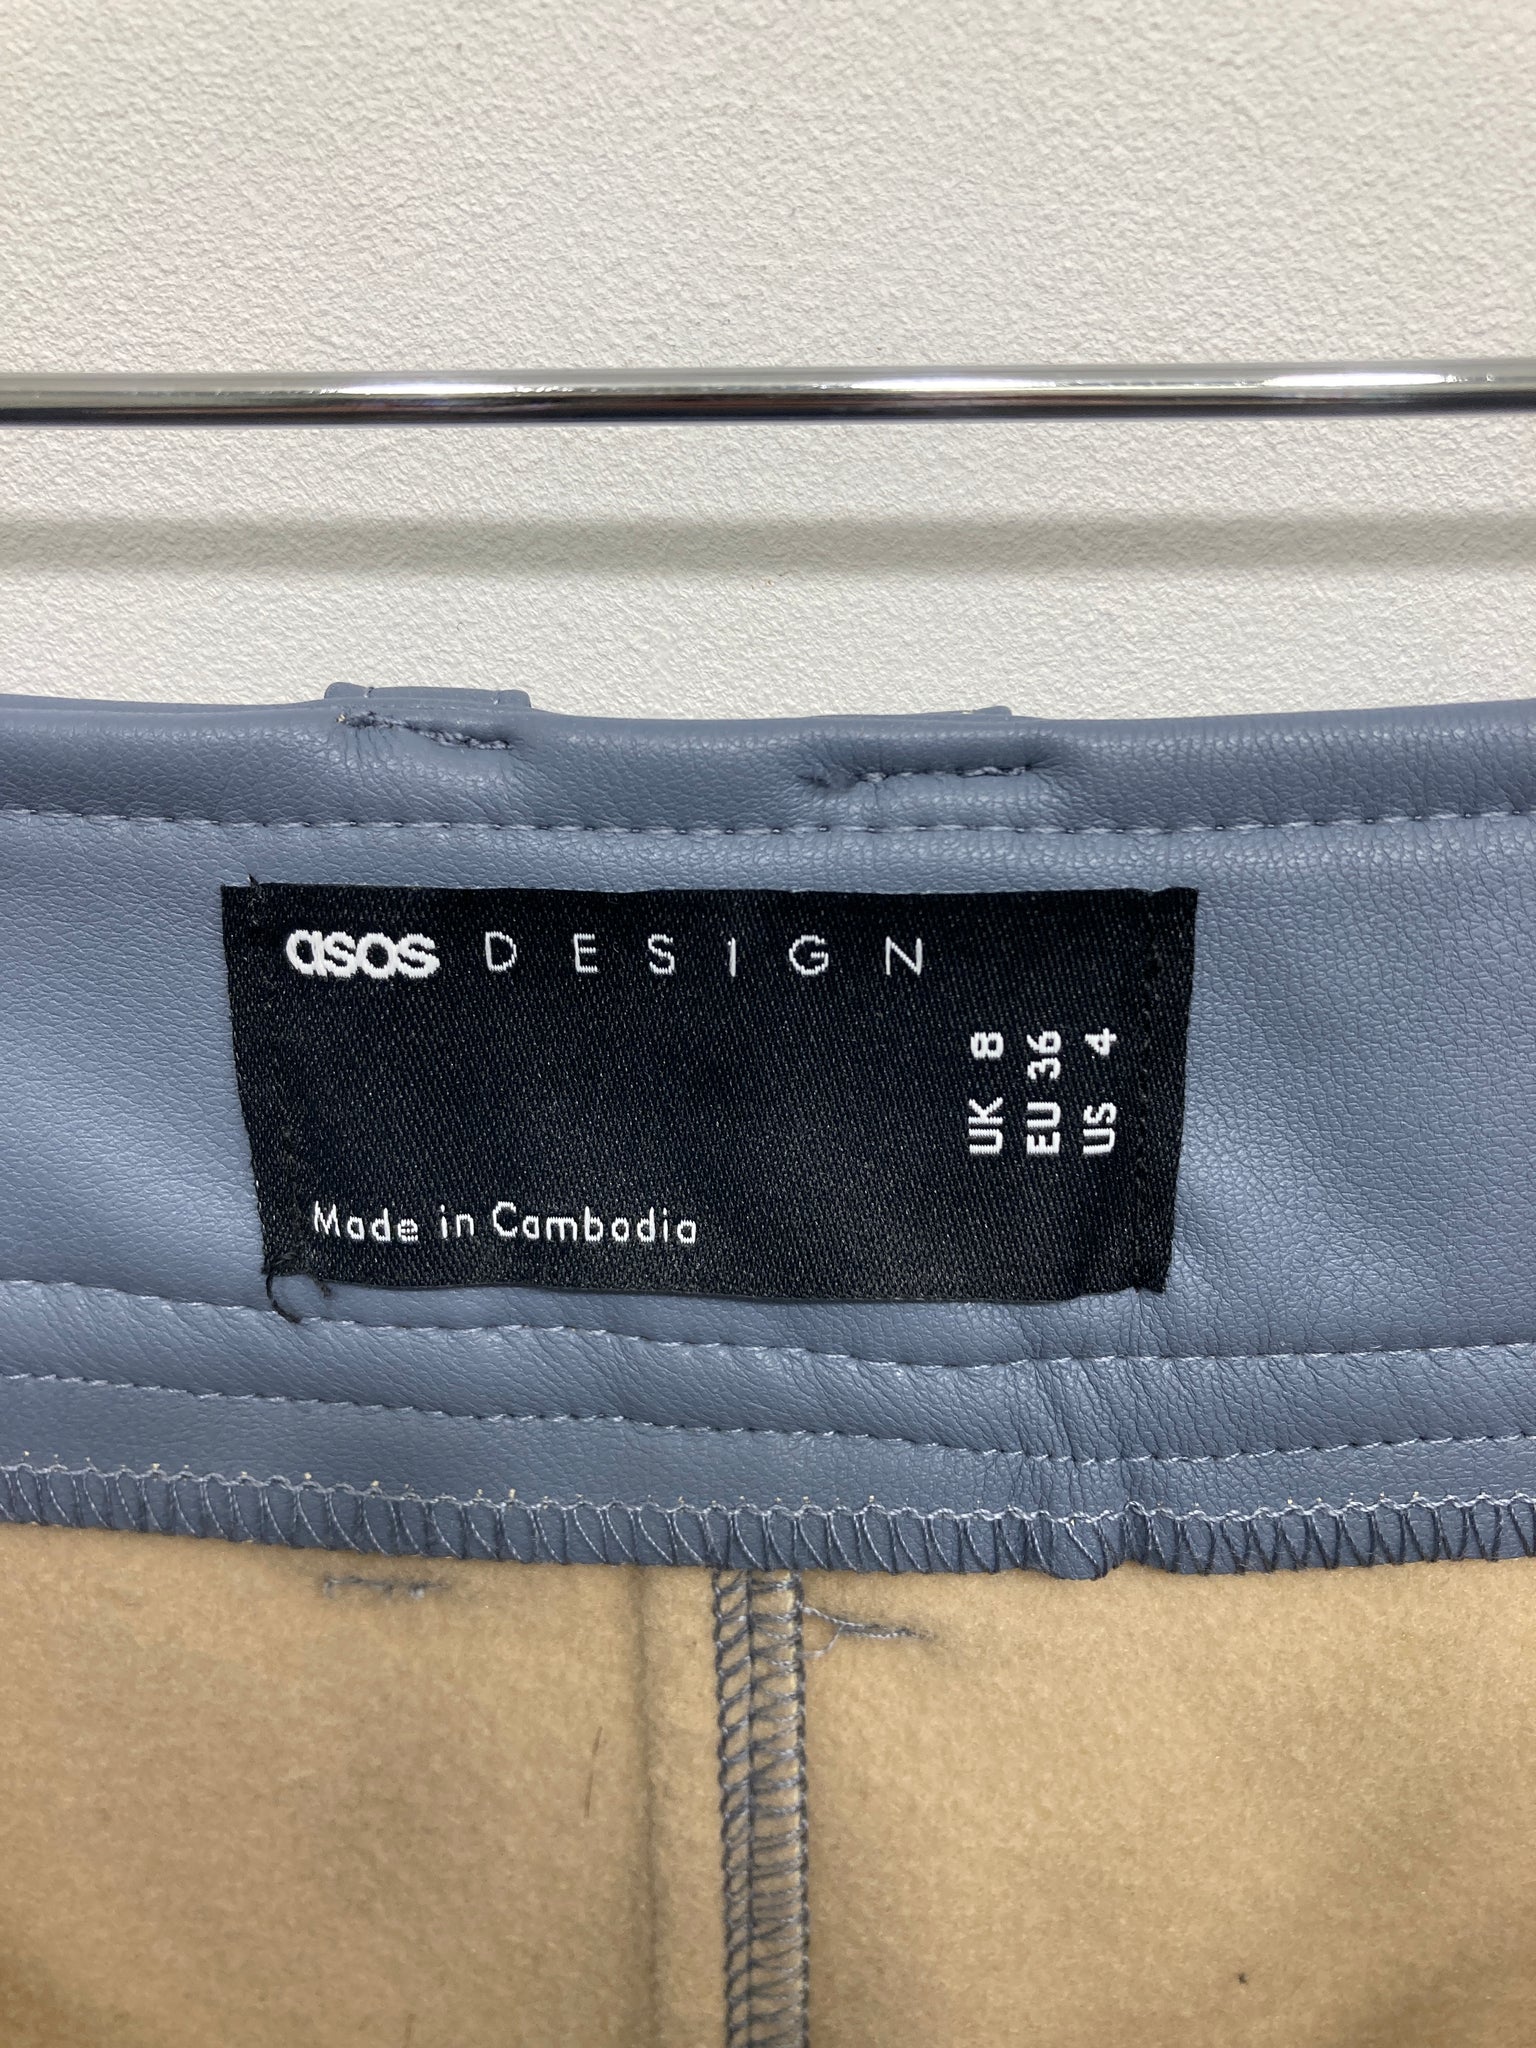 asos DESIGN
UK 8
EU 36
US 4
Made in Cambodia